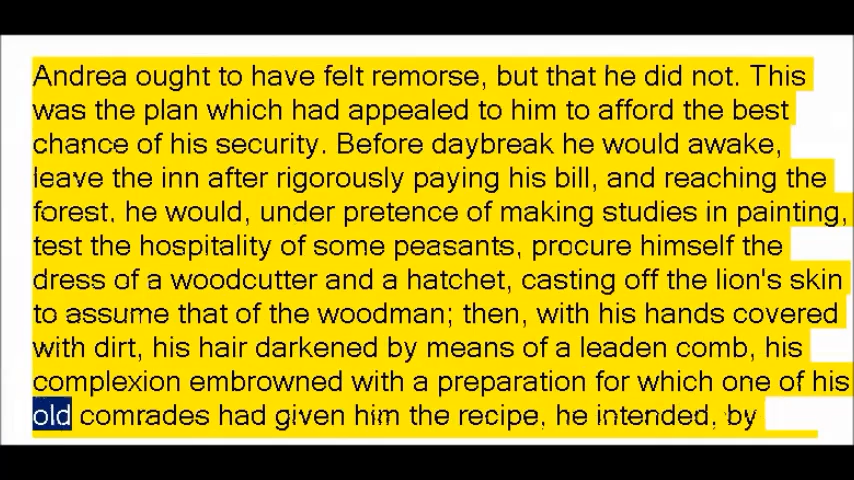 Andrea ought to have felt remorse, but that he did not. This
was the plan which had appealed to him to afford the best
chance of his security. Before daybreak he would awake,
leave the inn after rigorously paying his bill, and reaching the
forest, he would, under pretence of making studies in painting,
test the hospitality of some peasants, procure himself the
dress of a woodcutter and a hatchet, casting off the lion's skin
to assume that of the woodman; then, with his hands covered
with dirt, his hair darkened by means of a leaden comb, his
complexion embrowned with a preparation for which one of his
old comrades had given him the recipe, he intended, by